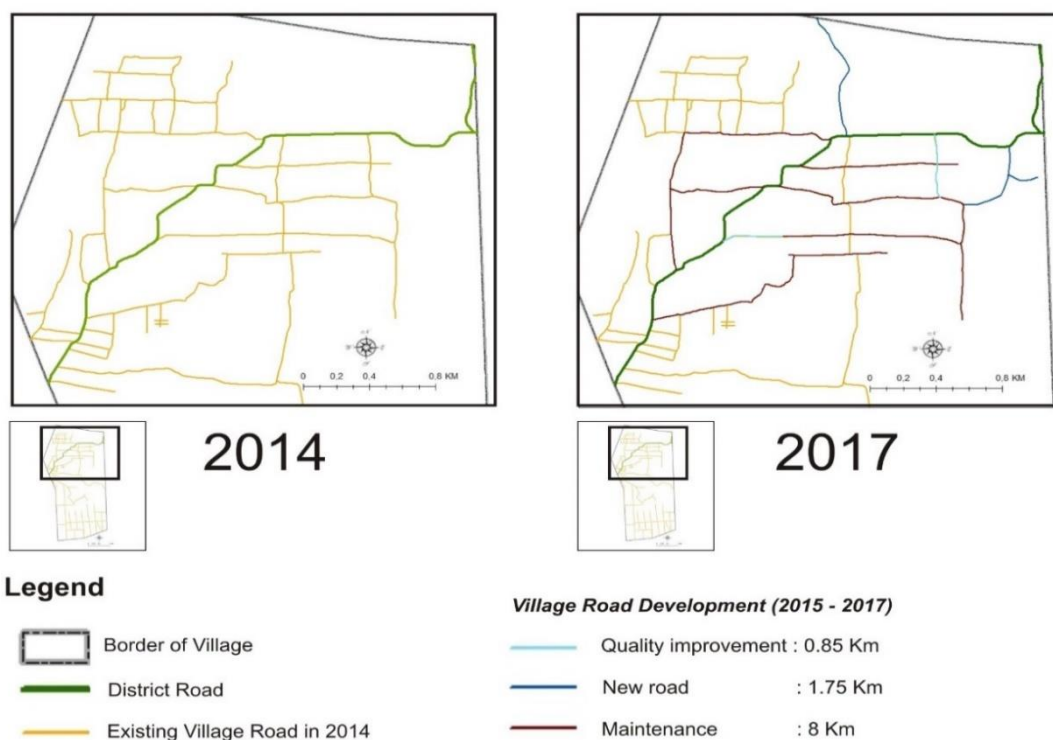 0 0,4 0,8 KM
0 0,2 0,4 0,8 KM
2014
2017
Legend
Border of Village
District Road
Existing Village Road in 2014
Village Road Development (2015 - 2017)
Quality improvement : 0.85 Km
New road : 1.75 Km
Maintenance : 8 Km